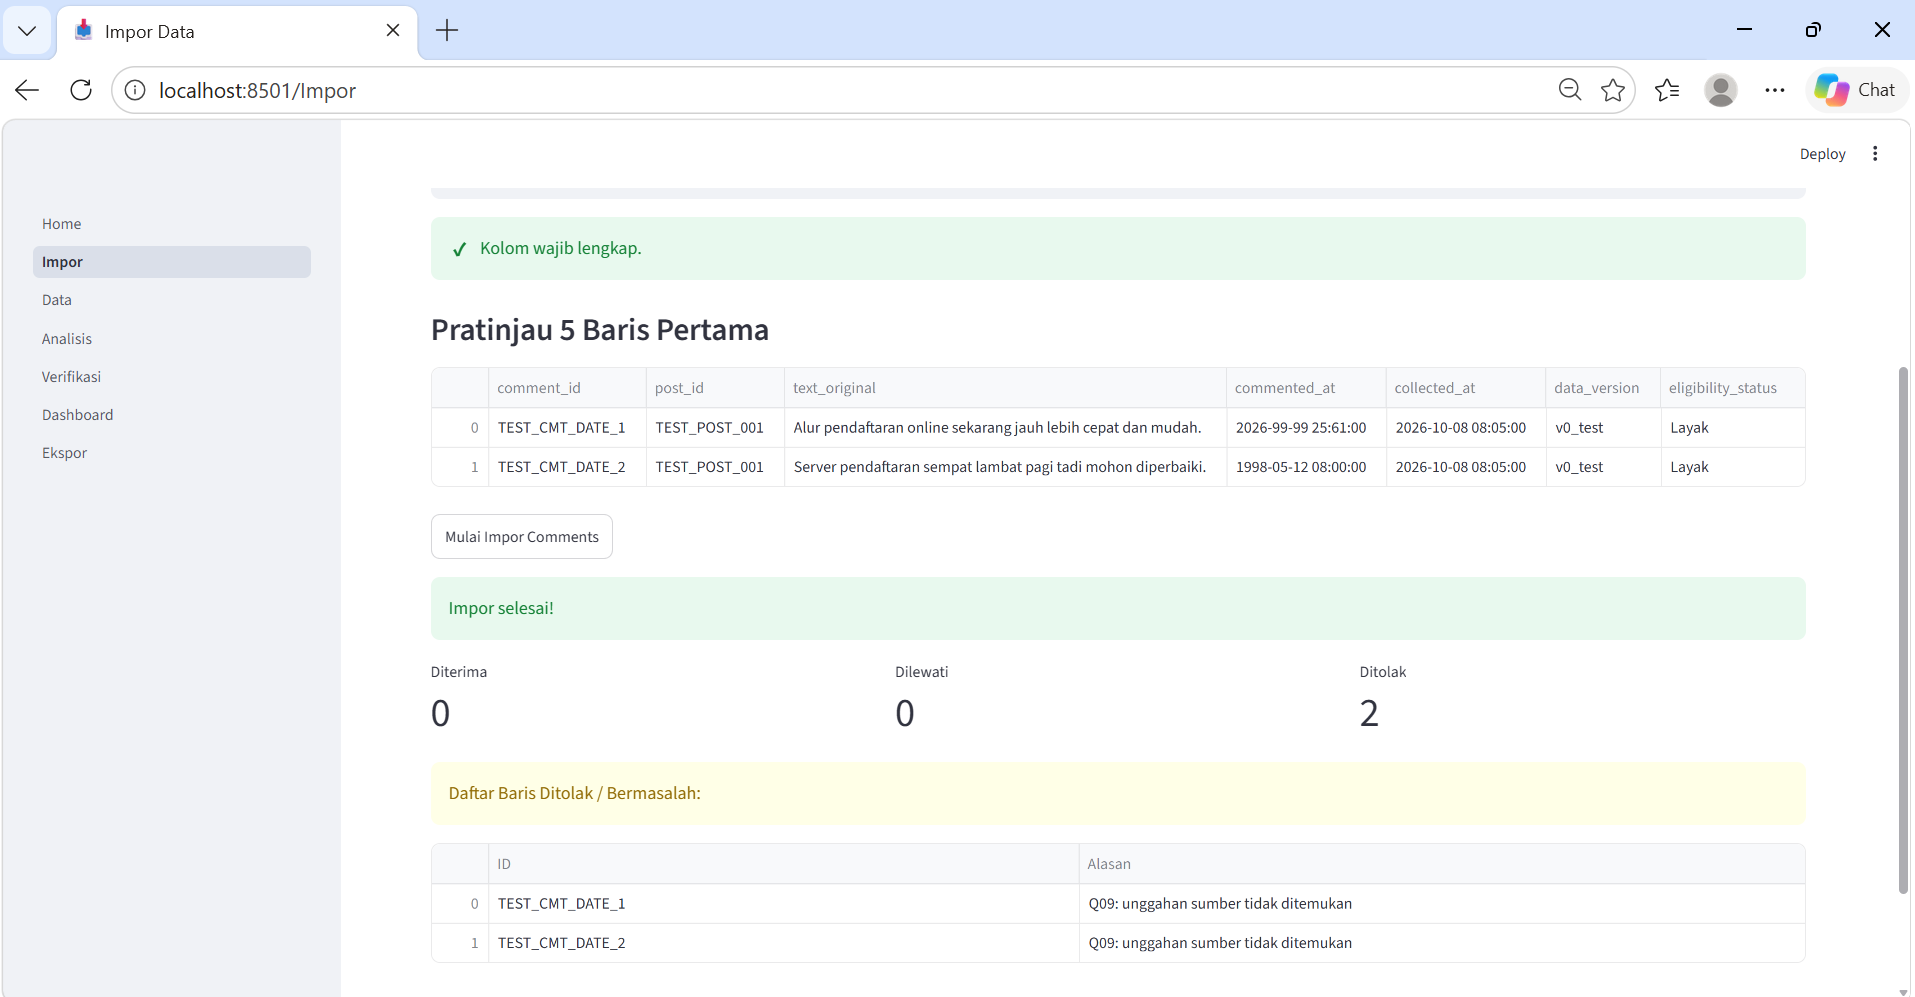 Impor Data
localhost:8501/Impor
Chat
Deploy
Home
Impor
Data
Analisis
Verifikasi
Dashboard
Ekspor
Kolom wajib lengkap.
Pratinjau 5 Baris Pertama
comment_id post_id text_original commented_at collected_at data_version eligibility_status
0 TEST_CMT_DATE_1 TEST_POST_001 Alur pendaftaran online sekarang jauh lebih cepat dan mudah. 2026-99-99 25:61:00 2026-10-08 08:05:00 v0_test Layak
1 TEST_CMT_DATE_2 TEST_POST_001 Server pendaftaran sempat lambat pagi tadi mohon diperbaiki. 1998-05-12 08:00:00 2026-10-08 08:05:00 v0_test Layak
Mulai Impor Comments
Impor selesai!
Diterima Dilewati Ditolak
0 0 2
Daftar Baris Ditolak / Bermasalah:
ID Alasan
0 TEST_CMT_DATE_1 Q09: unggahan sumber tidak ditemukan
1 TEST_CMT_DATE_2 Q09: unggahan sumber tidak ditemukan